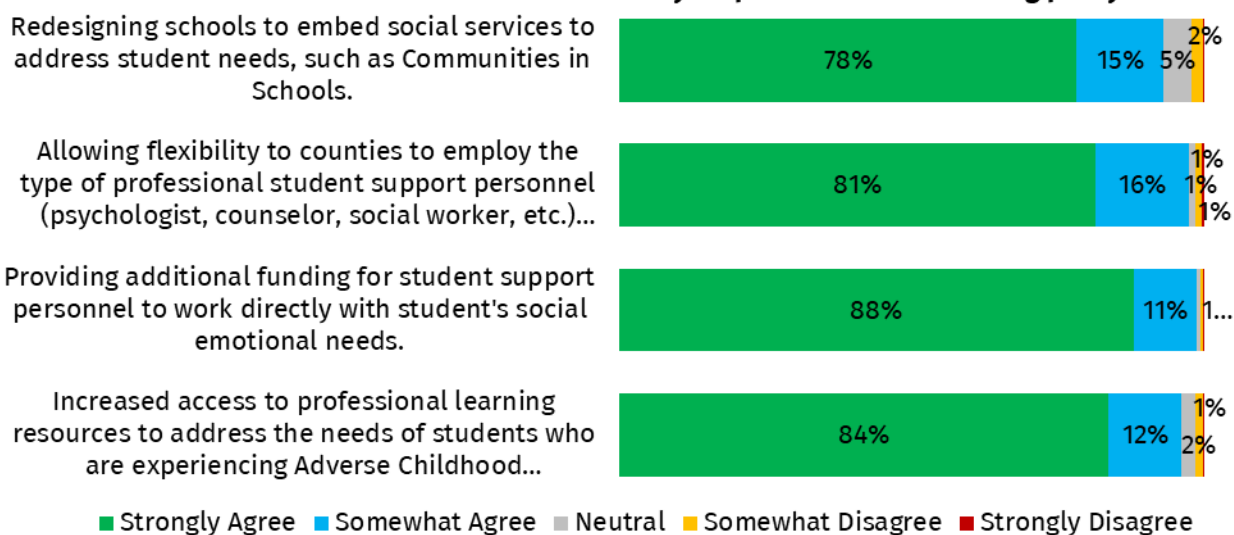 Redesigning schools to embed social services to
address student needs, such as Communities in
Schools.
78%
15%
5%
2%
Allowing flexibility to counties to employ the
type of professional student support personnel
(psychologist, counselor, social worker, etc.)...
81%
16%
1%
1%
1%
Providing additional funding for student support
personnel to work directly with student's social
emotional needs.
88%
11%
1...
Increased access to professional learning
resources to address the needs of students who
are experiencing Adverse Childhood...
84%
12%
2%
1%
Strongly Agree Somewhat Agree Neutral Somewhat Disagree Strongly Disagree